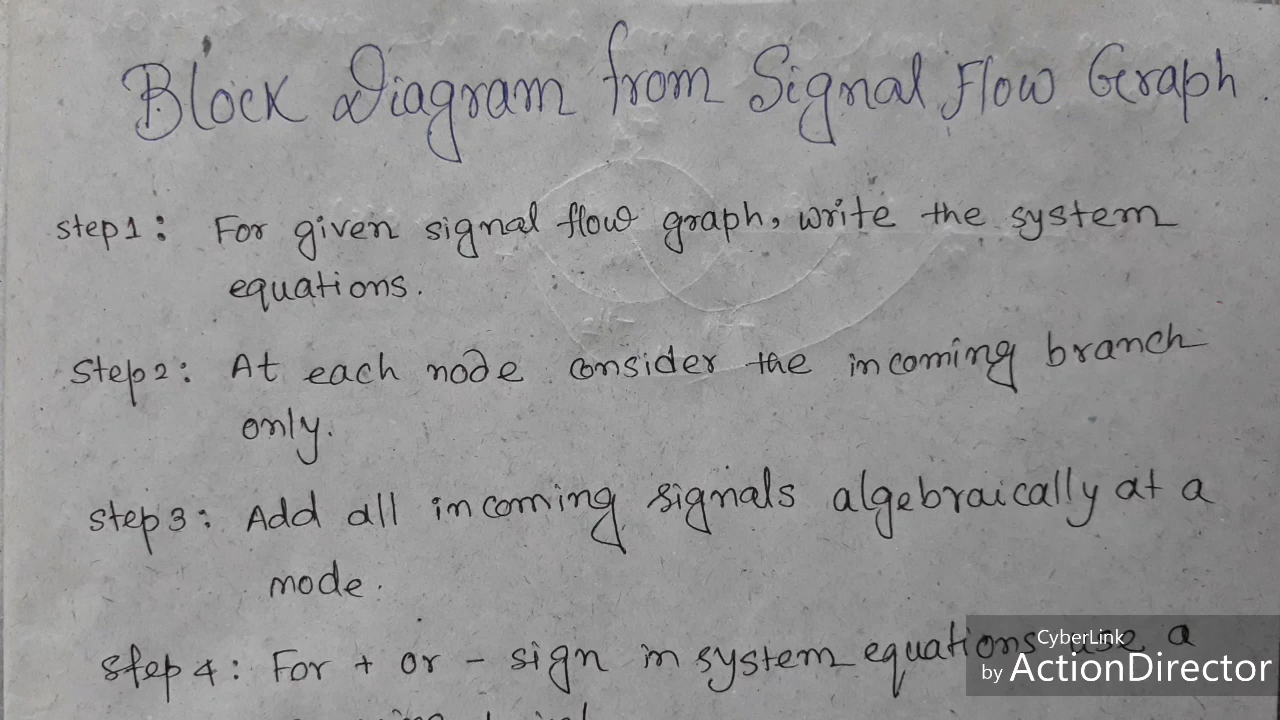 Block Diagram from Signal Flow Graph.
step1: For given signal flow graph, write the system
equations.
Step2: At each node consider the incoming branch
only.
step3: Add all incoming signals algebraically at a
mode.
step4: For + or - sign in system equations use a
CyberLink
by ActionDirector